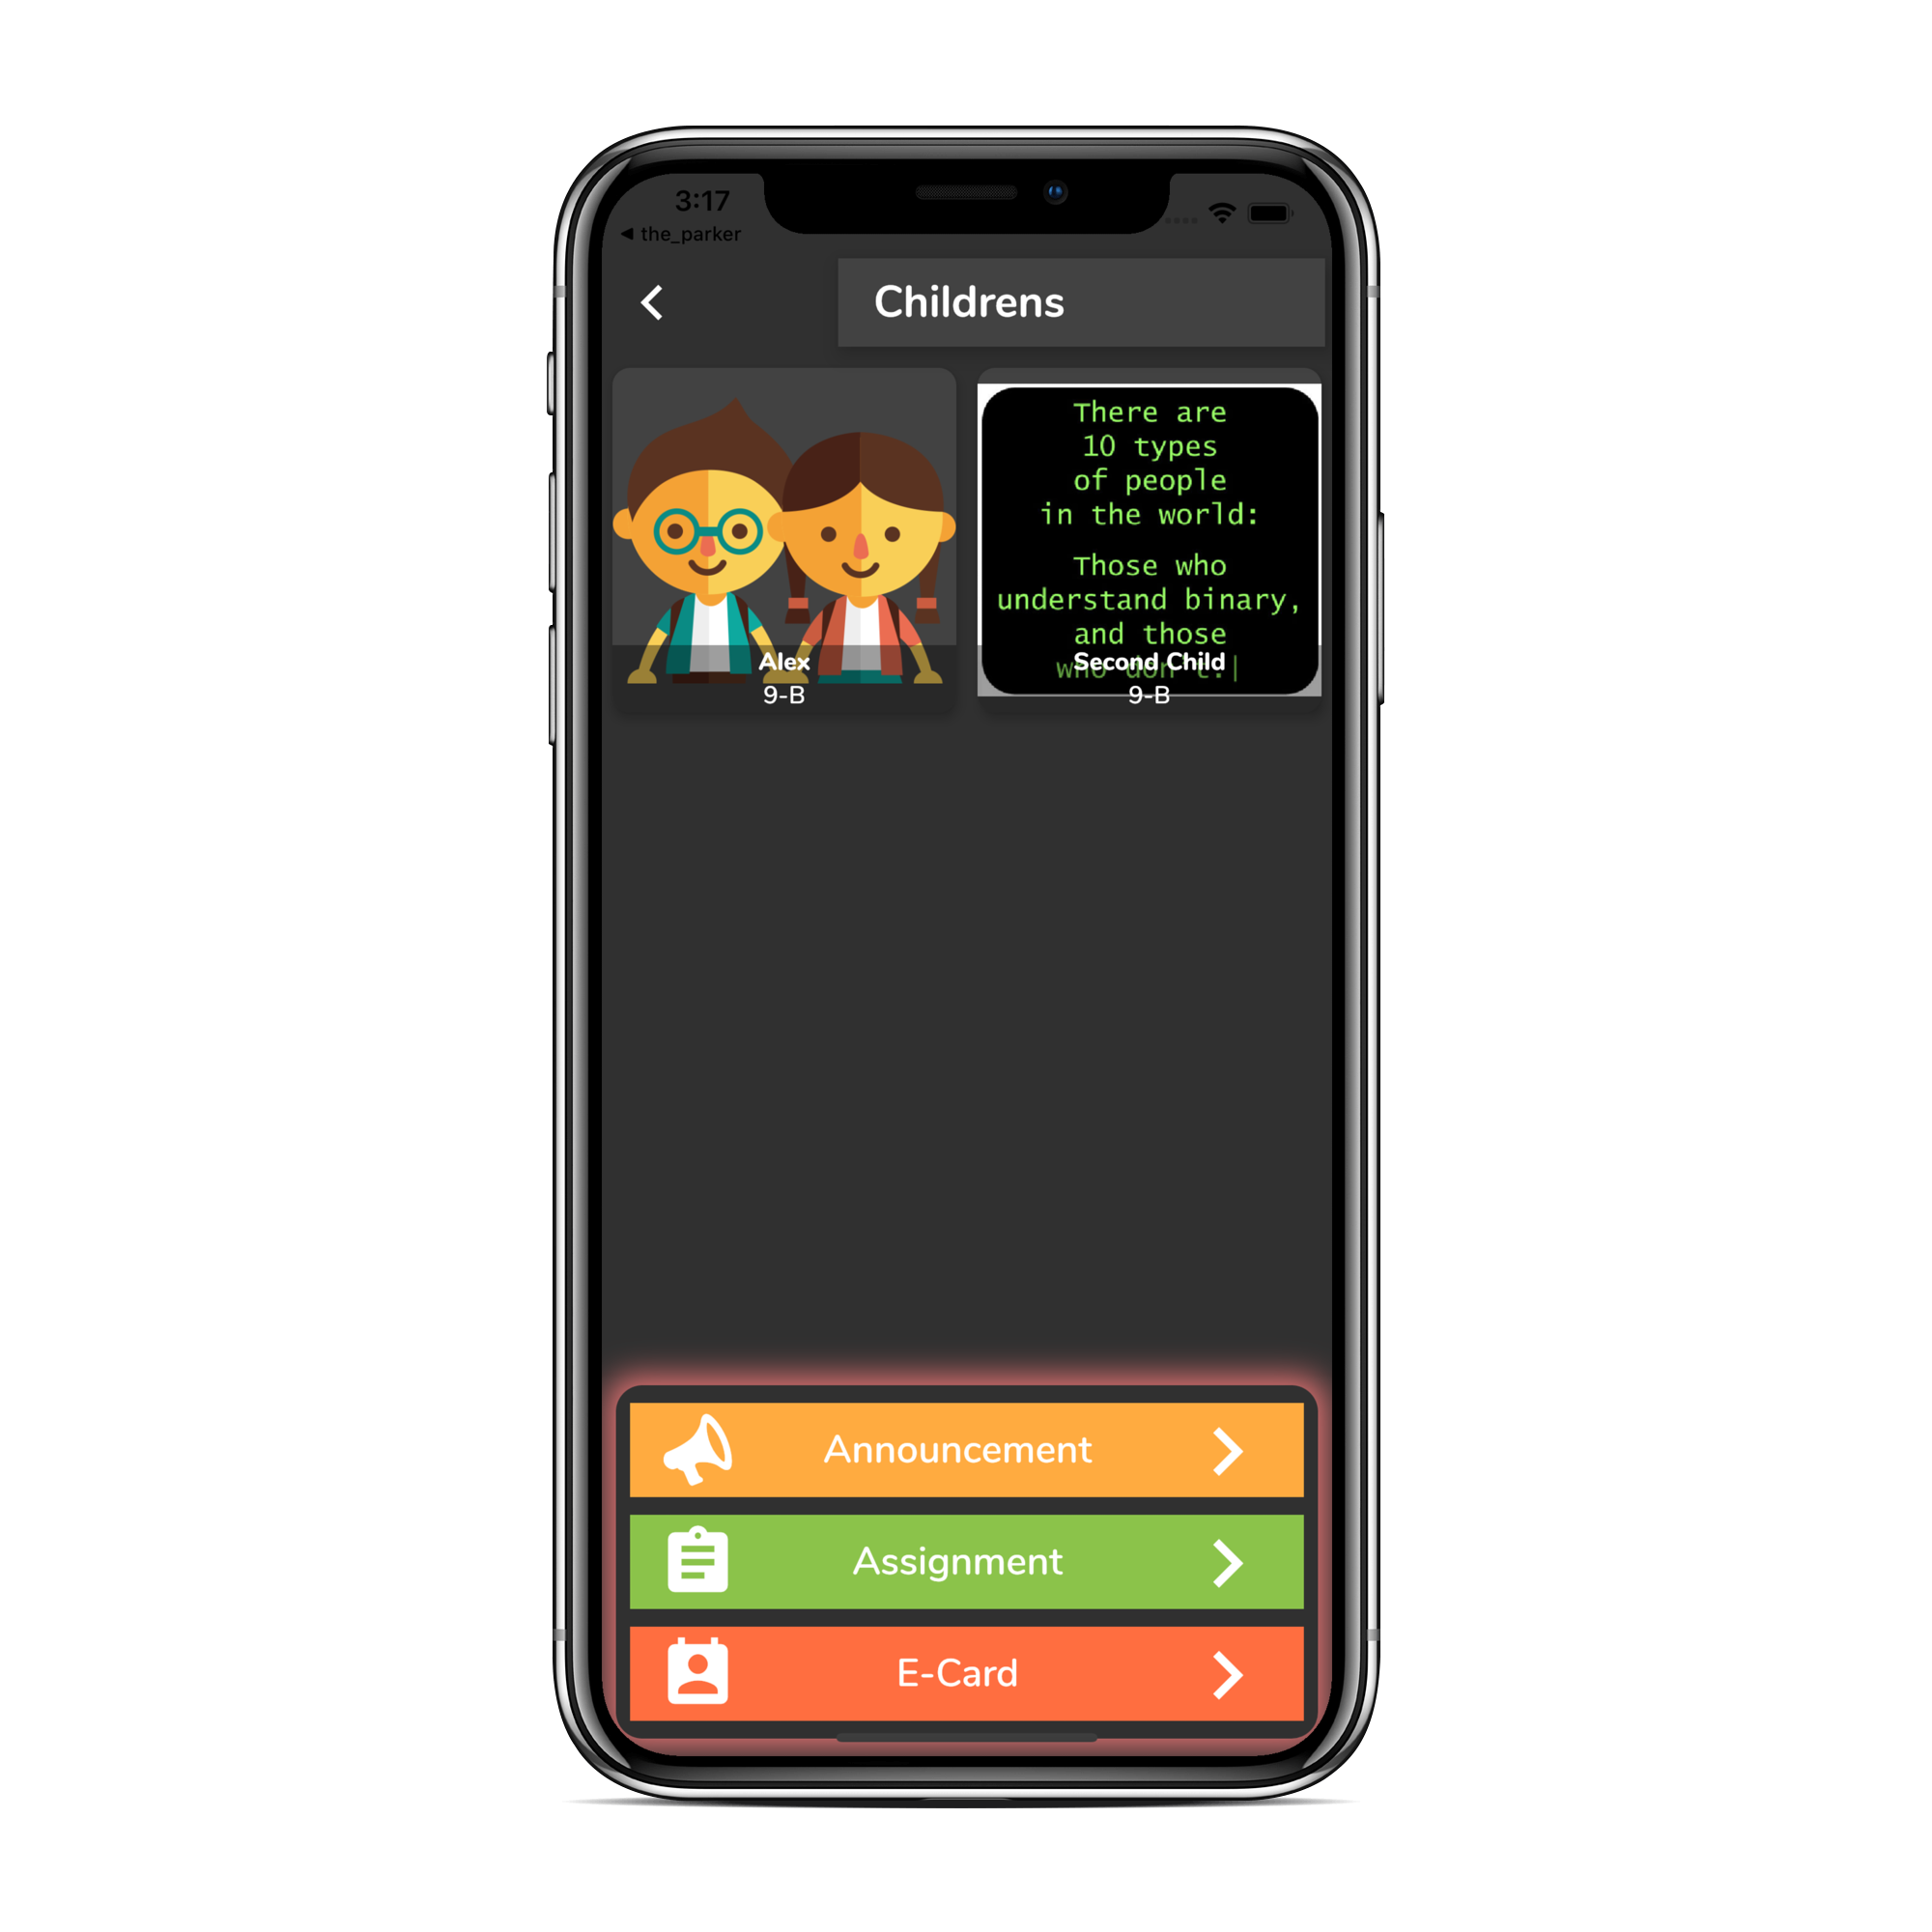 3:17
◀ the_parker
Childrens
There are
10 types
of people
in the world:
Those who
understand binary,
and those
who don't.
Alex
9-B
Second Child
9-B
Announcement
Assignment
E-Card